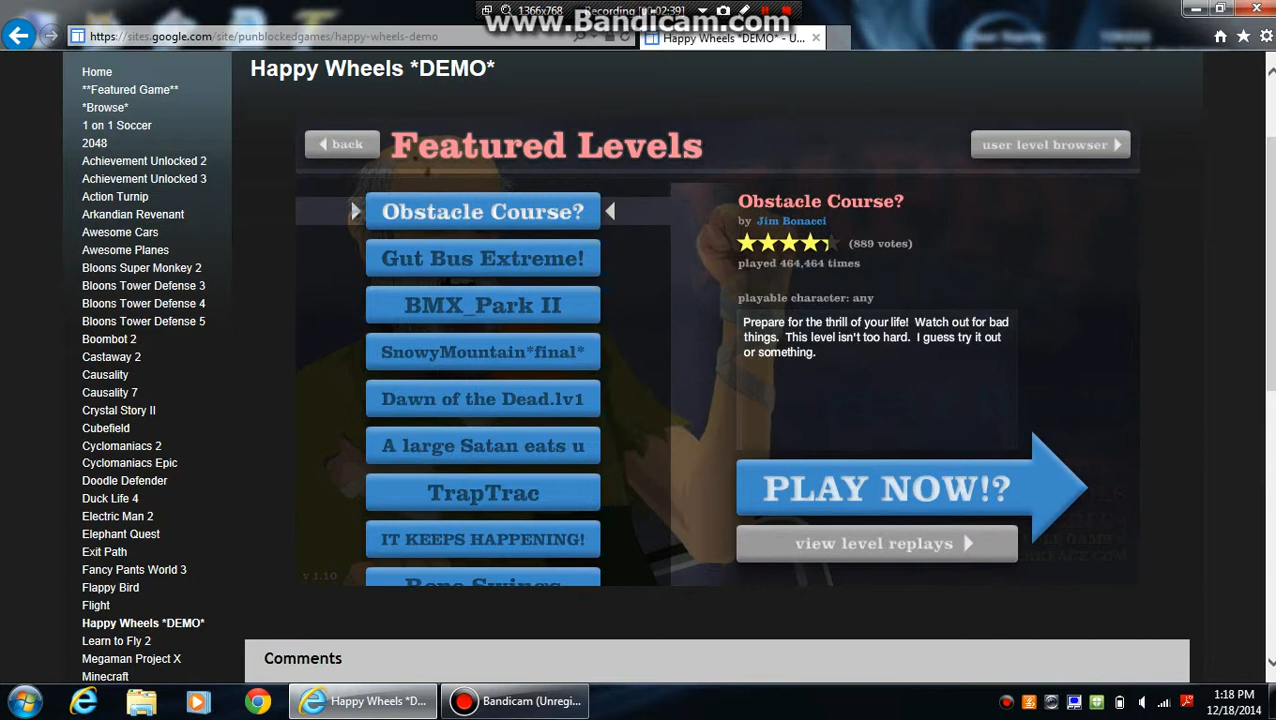 1366x768
Recording [00:02:39]
www.Bandicam.com
https://sites.google.com/site/punblockedgames/happy-wheels-demo
Happy Wheels *DEMO* - U...
Happy Wheels *DEMO*
Home
**Featured Game**
*Browse*
1 on 1 Soccer
2048
Achievement Unlocked 2
Achievement Unlocked 3
Action Turnip
Arkandian Revenant
Awesome Cars
Awesome Planes
Bloons Super Monkey 2
Bloons Tower Defense 3
Bloons Tower Defense 4
Bloons Tower Defense 5
Boombot 2
Castaway 2
Causality
Causality 7
Crystal Story II
Cubefield
Cyclomaniacs 2
Cyclomaniacs Epic
Doodle Defender
Duck Life 4
Electric Man 2
Elephant Quest
Exit Path
Fancy Pants World 3
Flappy Bird
Flight
Happy Wheels *DEMO*
Learn to Fly 2
Megaman Project X
Minecraft
back
Featured Levels
user level browser
Obstacle Course?
Gut Bus Extreme!
BMX_Park II
SnowyMountain*final*
Dawn of the Dead.lv1
A large Satan eats u
TrapTrac
IT KEEPS HAPPENING!
Rope Swings
v 1.10
Obstacle Course?
by Jim Bonacci
(889 votes)
played 464,464 times
playable character: any
Prepare for the thrill of your life! Watch out for bad
things. This level isn't too hard. I guess try it out
or something.
PLAY NOW!?
view level replays
Comments
Happy Wheels *D...
Bandicam (Unregi...
1:18 PM
12/18/2014